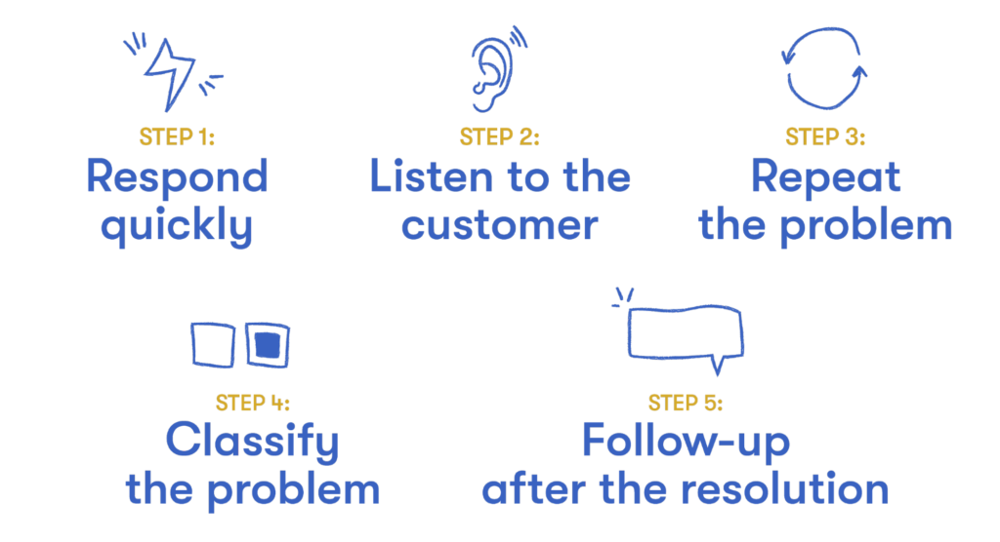 STEP 1:
Respond
quickly
STEP 2:
Listen to the
customer
STEP 3:
Repeat
the problem
STEP 4:
Classify
the problem
STEP 5:
Follow-up
after the resolution